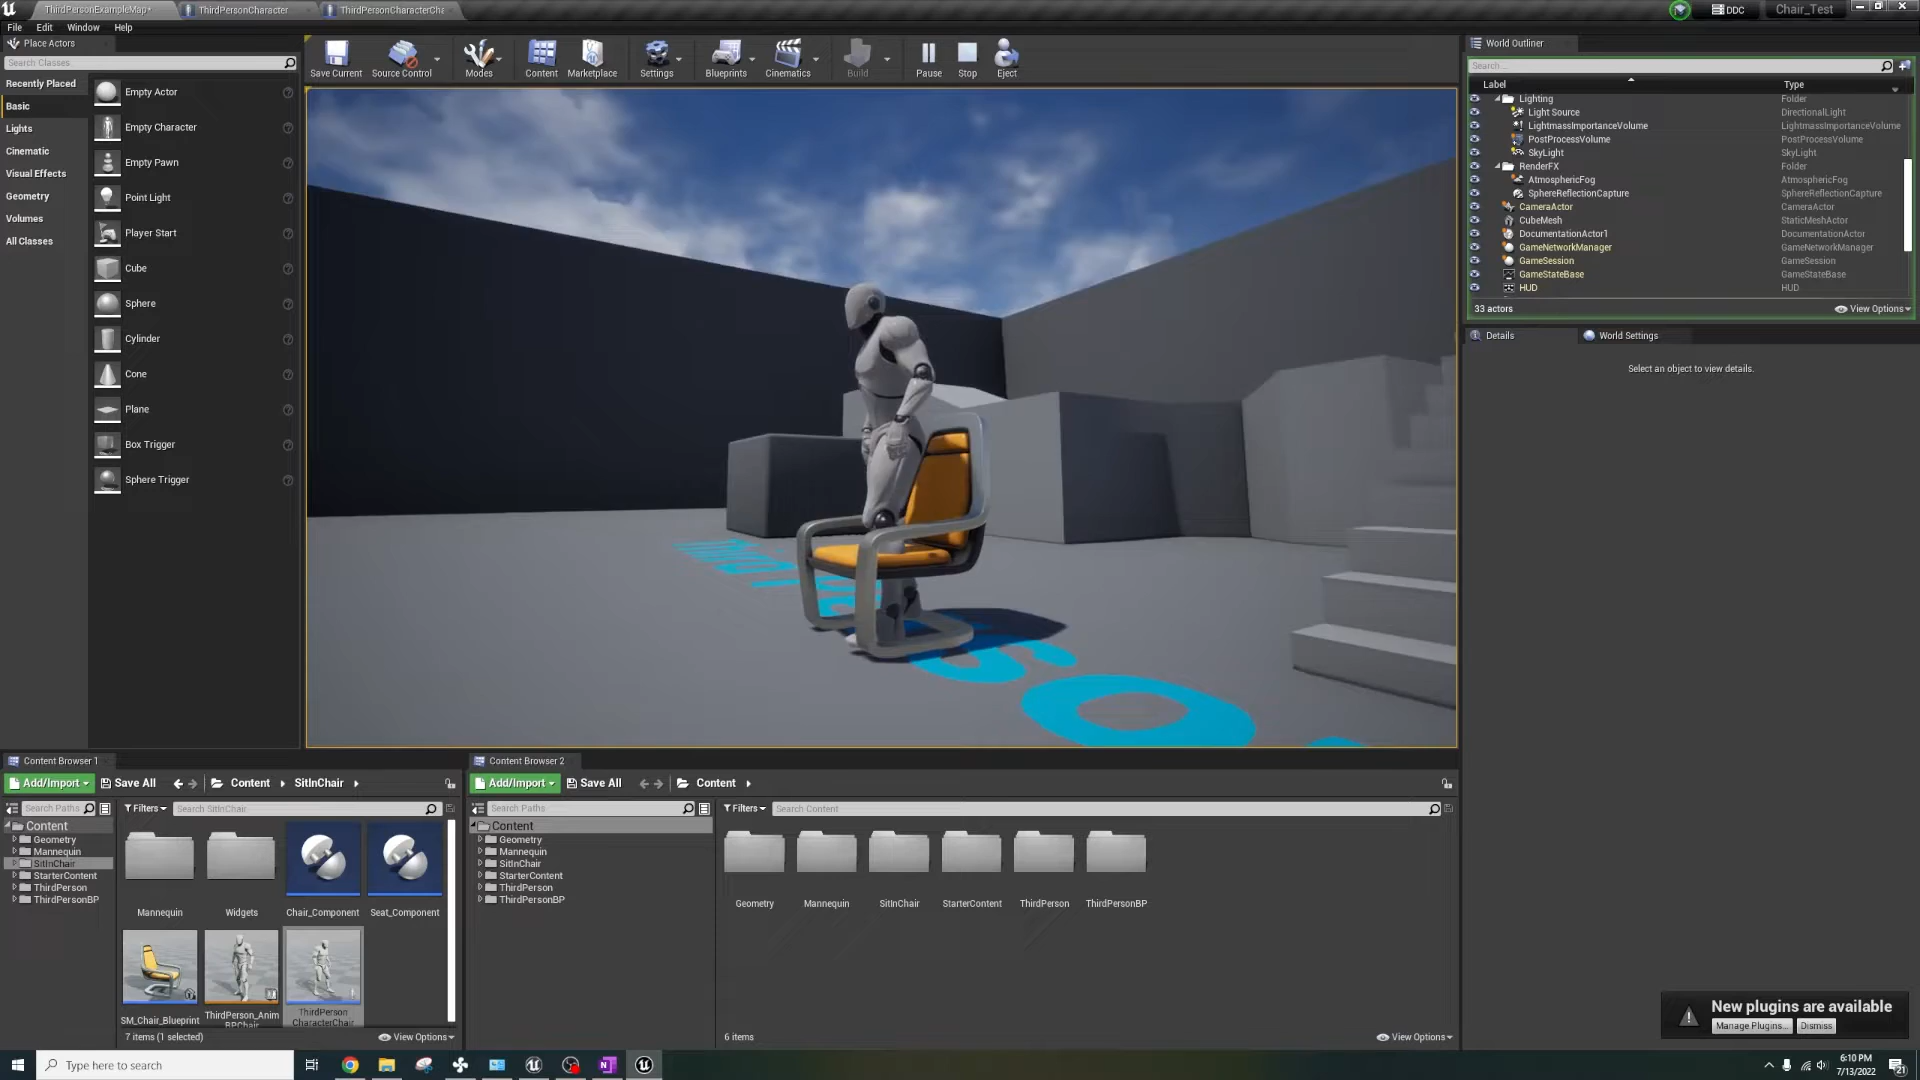 ThirdPersonExampleMap*
ThirdPersonCharacter
ThirdPersonCharacterCha
DDC
Chair_Test
File
Edit
Window
Help
Place Actors
Search Classes
Recently Placed
Basic
Lights
Cinematic
Visual Effects
Geometry
Volumes
All Classes
Empty Actor
Empty Character
Empty Pawn
Point Light
Player Start
Cube
Sphere
Cylinder
Cone
Plane
Box Trigger
Sphere Trigger
Save Current
Source Control
Modes
Content
Marketplace
Settings
Blueprints
Cinematics
Build
Pause
Stop
Eject
World Outliner
Search...
Label
Type
Lighting
Folder
Light Source
DirectionalLight
LightmassImportanceVolume
LightmassImportanceVolume
PostProcessVolume
PostProcessVolume
SkyLight
SkyLight
RenderFX
Folder
AtmosphericFog
AtmosphericFog
SphereReflectionCapture
SphereReflectionCapture
CameraActor
CameraActor
CubeMesh
StaticMeshActor
DocumentationActor1
DocumentationActor
GameNetworkManager
GameNetworkManager
GameSession
GameSession
GameStateBase
GameStateBase
HUD
HUD
33 actors
View Options
Details
World Settings
Select an object to view details.
Content Browser 1
Add/Import
Save All
Content
SitInChair
Search Paths
Filters
Search SitInChair
Content
Geometry
Mannequin
SitInChair
StarterContent
ThirdPerson
ThirdPersonBP
Mannequin
Widgets
Chair_Component
Seat_Component
SM_Chair_Blueprint
ThirdPerson_Anim
BPChair
ThirdPerson
CharacterChair
7 items (1 selected)
View Options
Content Browser 2
Add/Import
Save All
Content
Search Paths
Filters
Search Content
Content
Geometry
Mannequin
SitInChair
StarterContent
ThirdPerson
ThirdPersonBP
Geometry
Mannequin
SitInChair
StarterContent
ThirdPerson
ThirdPersonBP
6 items
View Options
New plugins are available
Manage Plugins...
Dismiss
Type here to search
6:10 PM
7/13/2022
21